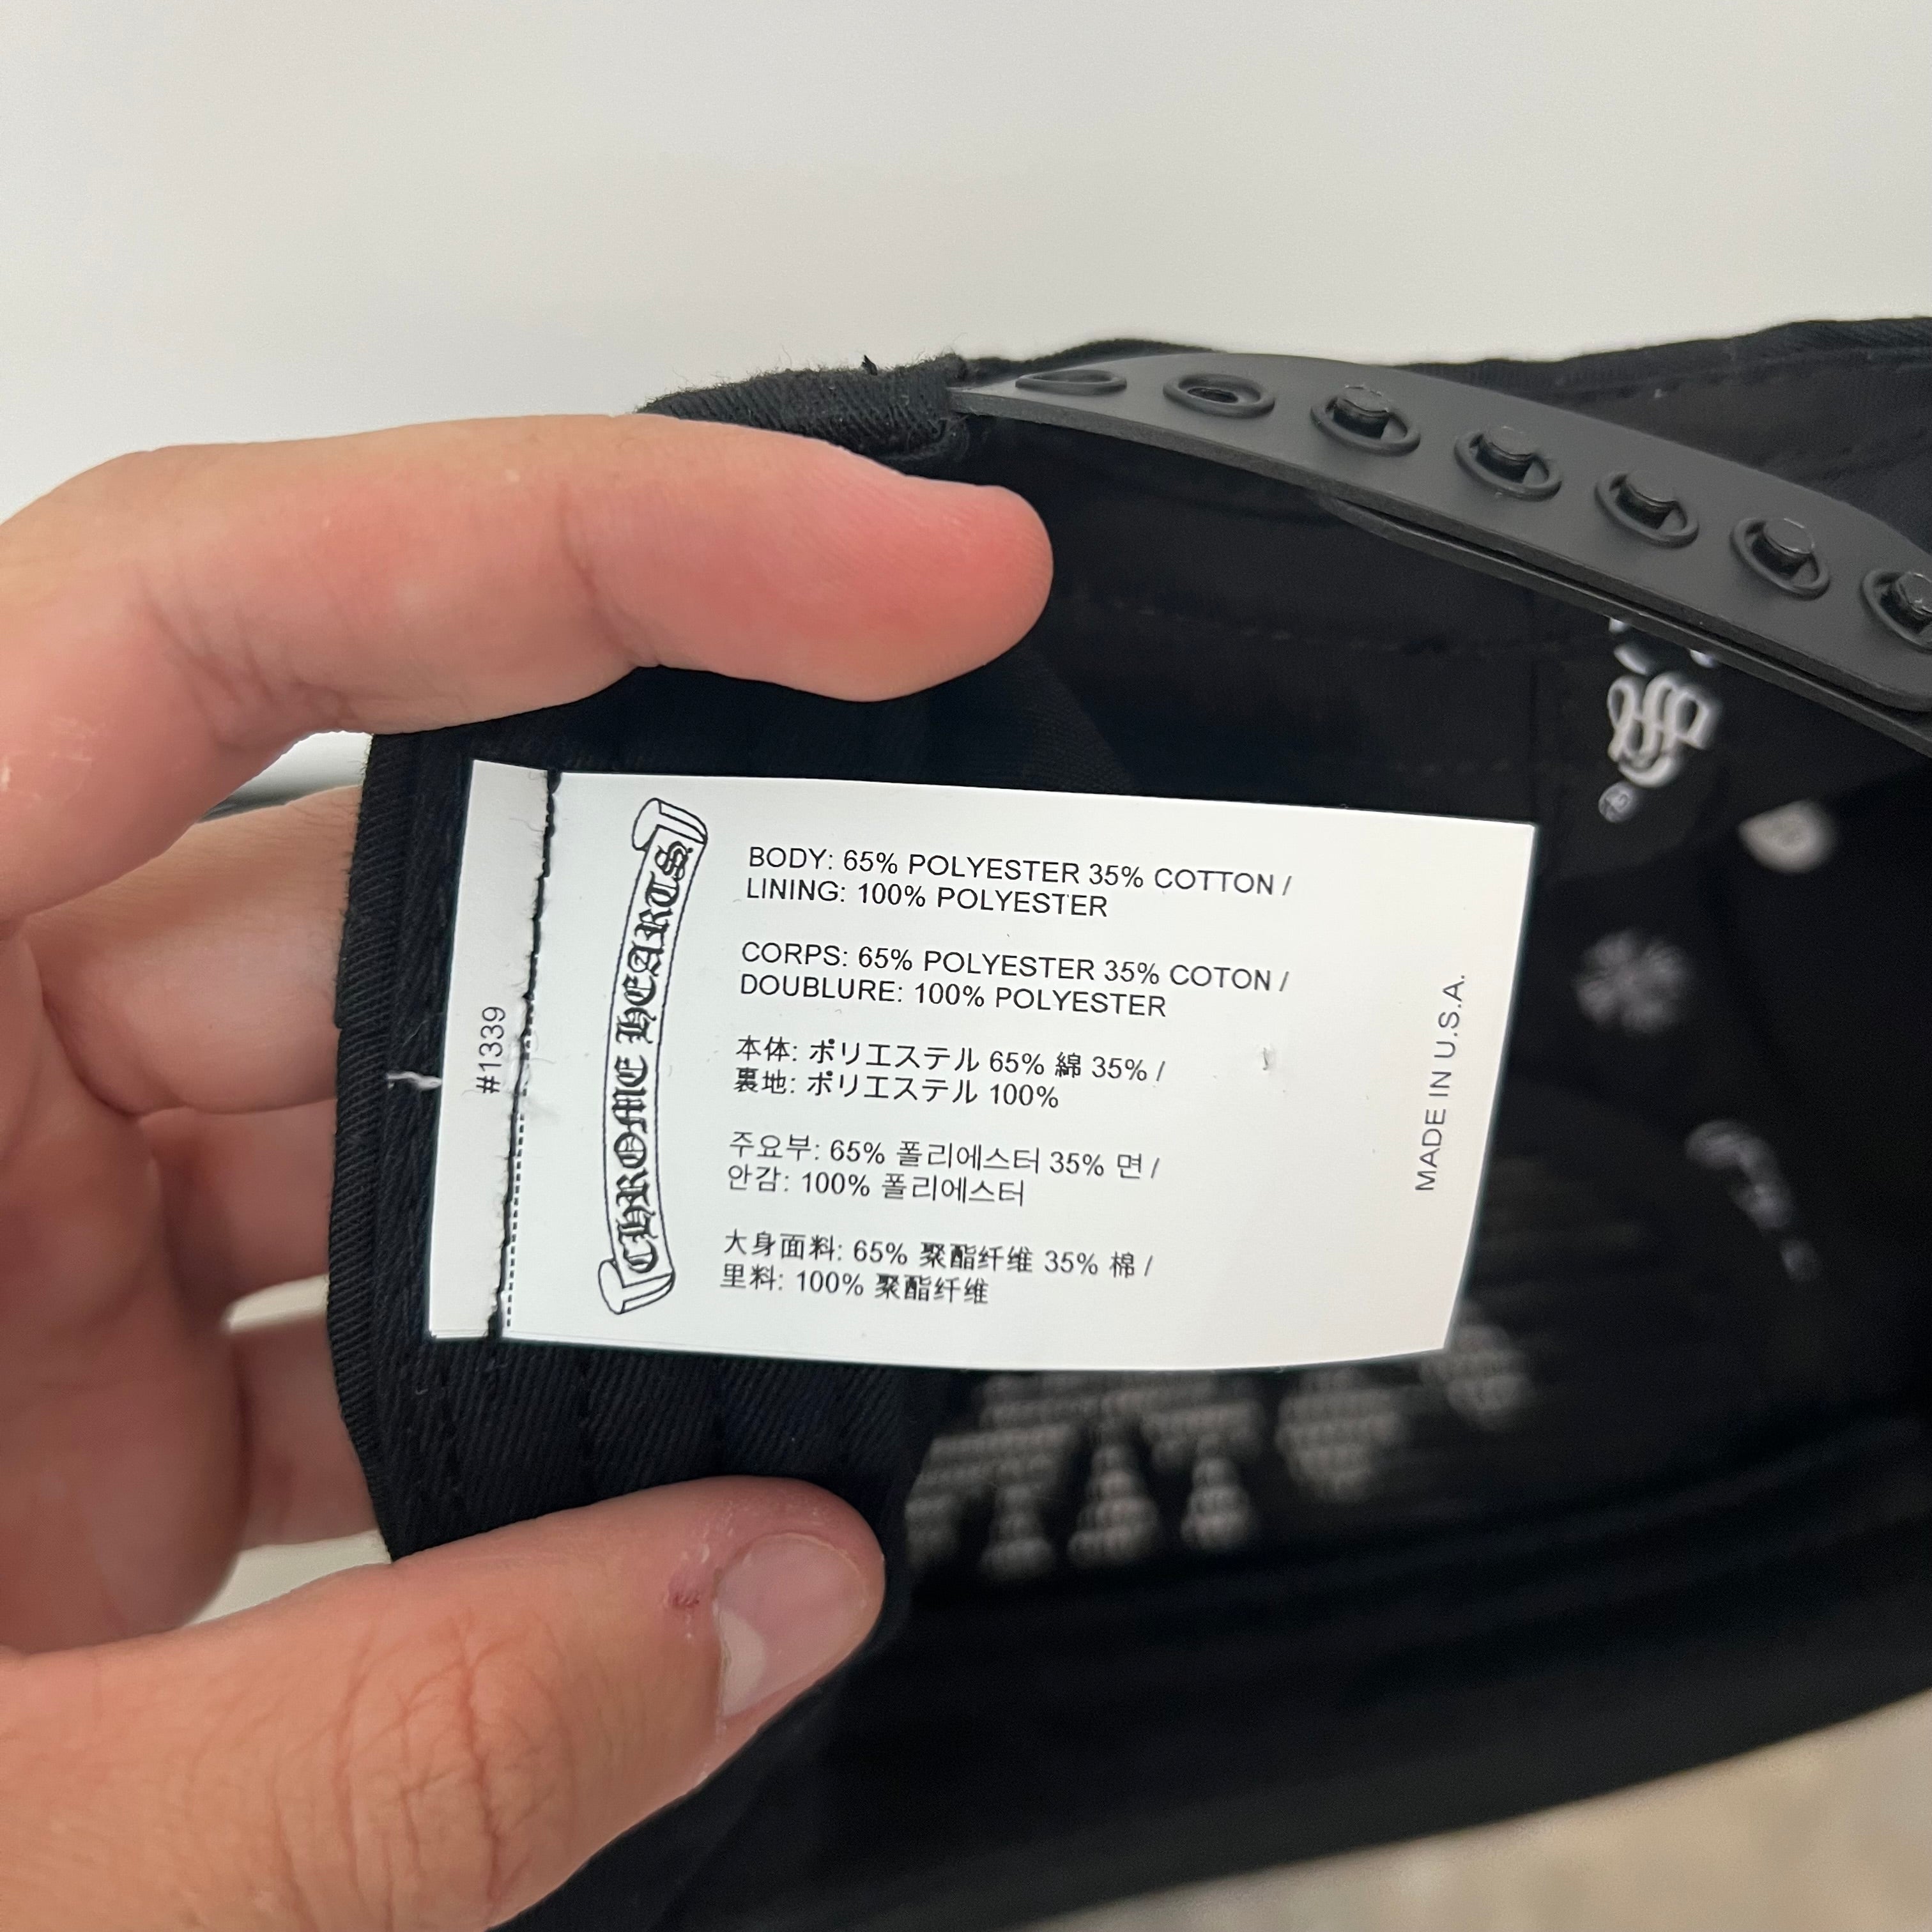 #1339
CHROME HEARTS
BODY: 65% POLYESTER 35% COTTON /
LINING: 100% POLYESTER
CORPS: 65% POLYESTER 35% COTON /
DOUBLURE: 100% POLYESTER
本体: ポリエステル 65% 綿 35% /
裏地: ポリエステル 100%
주요부: 65% 폴리에스터 35% 면 /
안감: 100% 폴리에스터
大身面料: 65% 聚酯纤维 35% 棉 /
里料: 100% 聚酯纤维
MADE IN U.S.A.